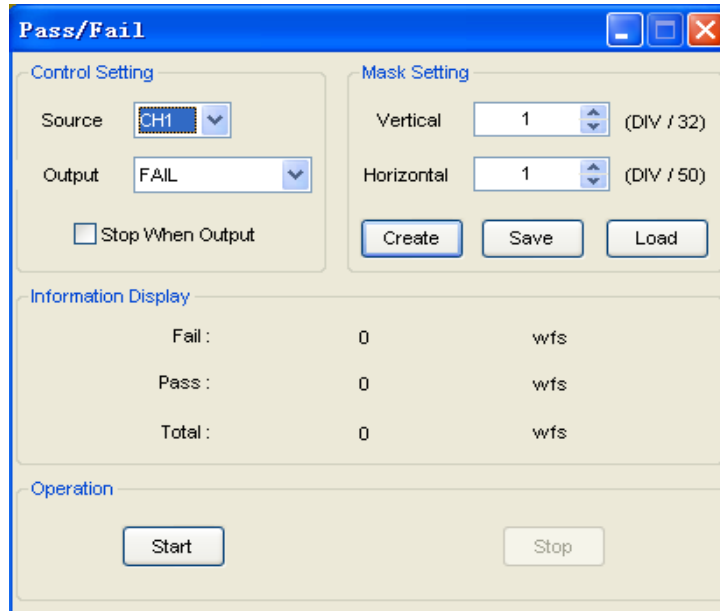 Pass/Fail
Control Setting
Source CH1
Output FAIL
Stop When Output
Mask Setting
Vertical 1 (DIV / 32)
Horizontal 1 (DIV / 50)
Create Save Load
Information Display
Fail : 0 wfs
Pass : 0 wfs
Total : 0 wfs
Operation
Start Stop